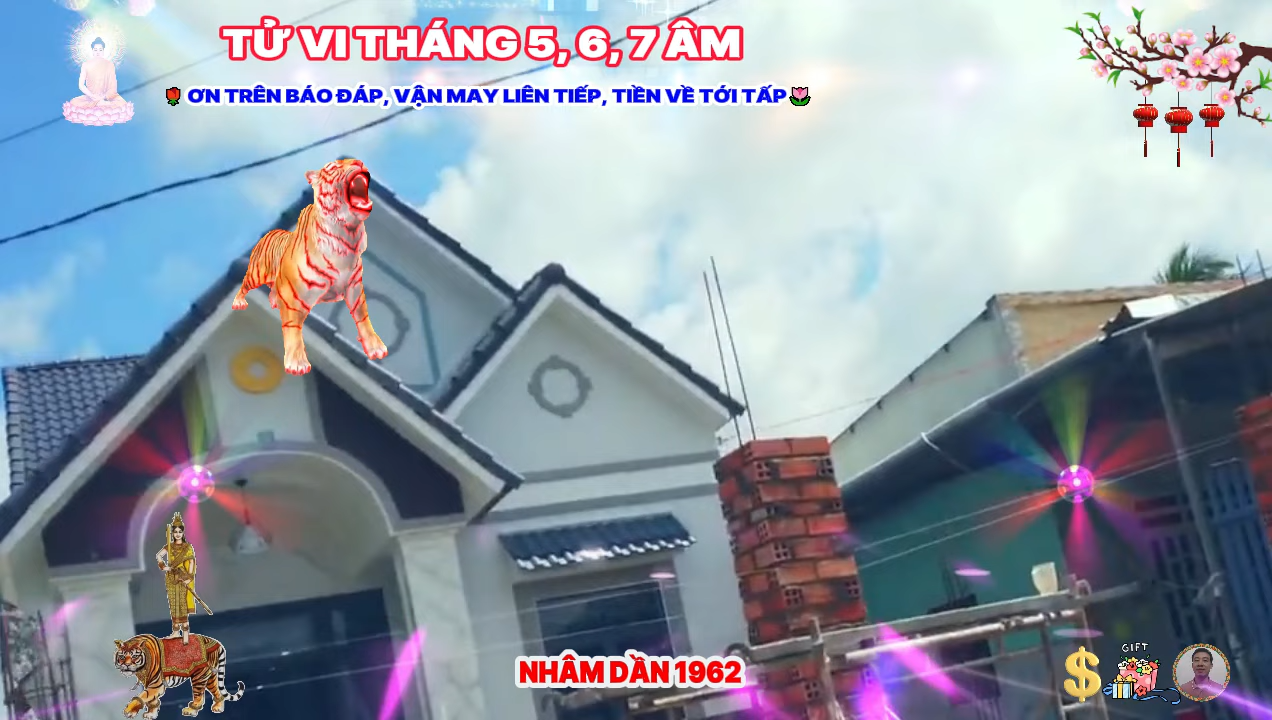 TỬ VI THÁNG 5, 6, 7 ÂM
ƠN TRÊN BÁO ĐÁP, VẬN MAY LIÊN TIẾP, TIỀN VỀ TỚI TẤP
NHÂM DẦN 1962
GIFT